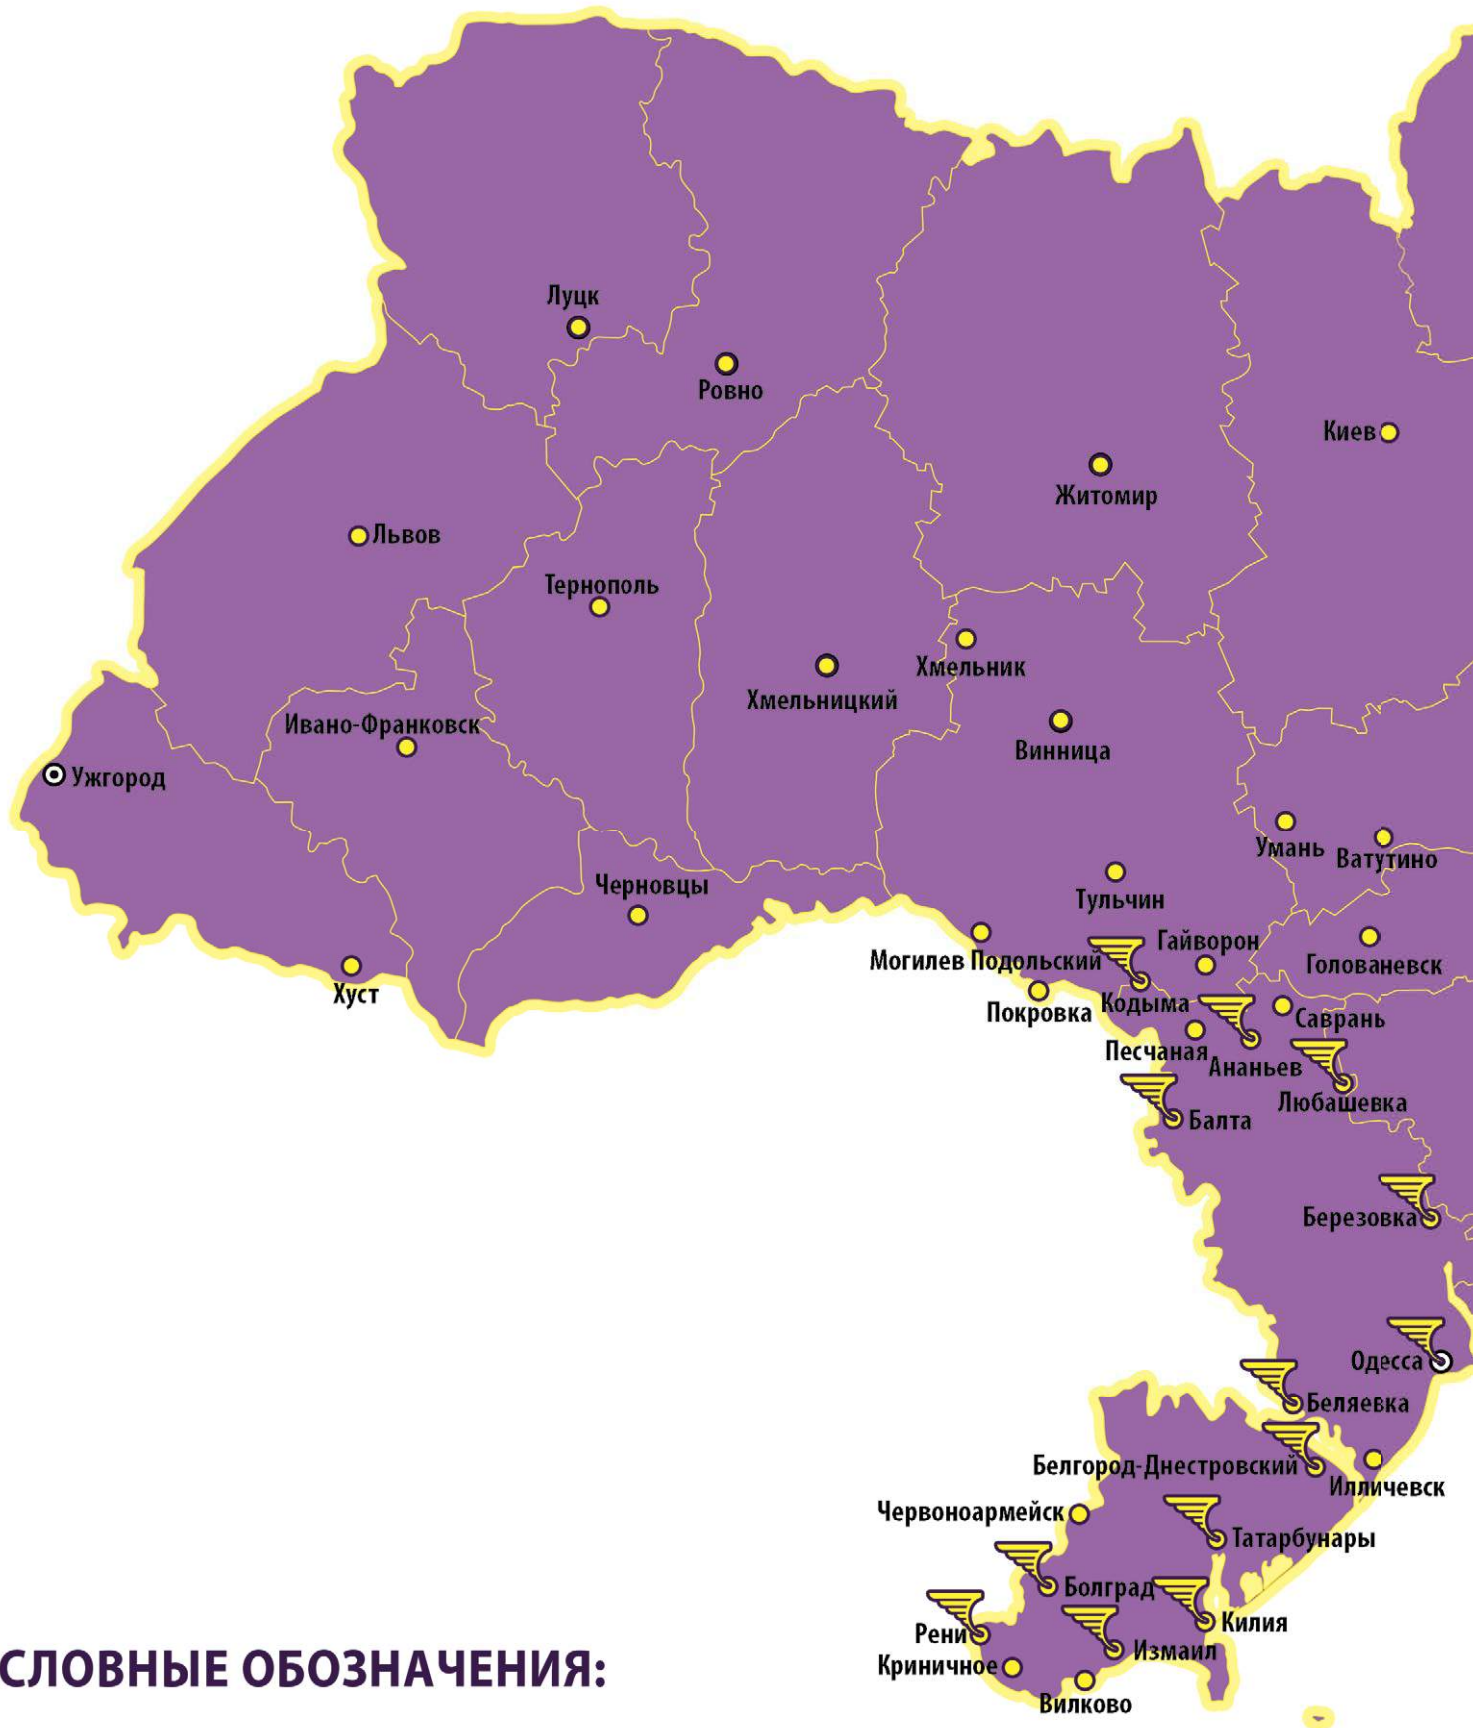 Луцк
Ровно
Киев
Житомир
Львов
Тернополь
Хмельник
Хмельницкий
Ивано-Франковск
Винница
Ужгород
Умань
Ватутино
Черновцы
Тульчин
Гайворон
Могилев Подольский
Голованевск
Хуст
Кодыма
Покровка
Саврань
Песчаная
Ананьев
Любашевка
Балта
Березовка
Одесса
Беляевка
Белгород-Днестровский
Илличевск
Червоноармейск
Татарбунары
Болград
Килия
Рени
Измаил
Криничное
Вилково
СЛОВНЫЕ ОБОЗНАЧЕНИЯ: